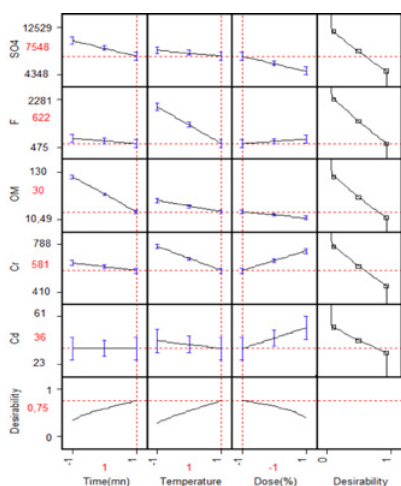 12529
SO4
7548
4348
2281
F
622
475
130
OM
30
10,49
788
Cr
581
410
61
Cd
36
23
1
Desirability
0,75
0
-1 1 -1 1 -1 1 0 1
1 1 -1
Time(mn) Temperature Dose(%) Desirability